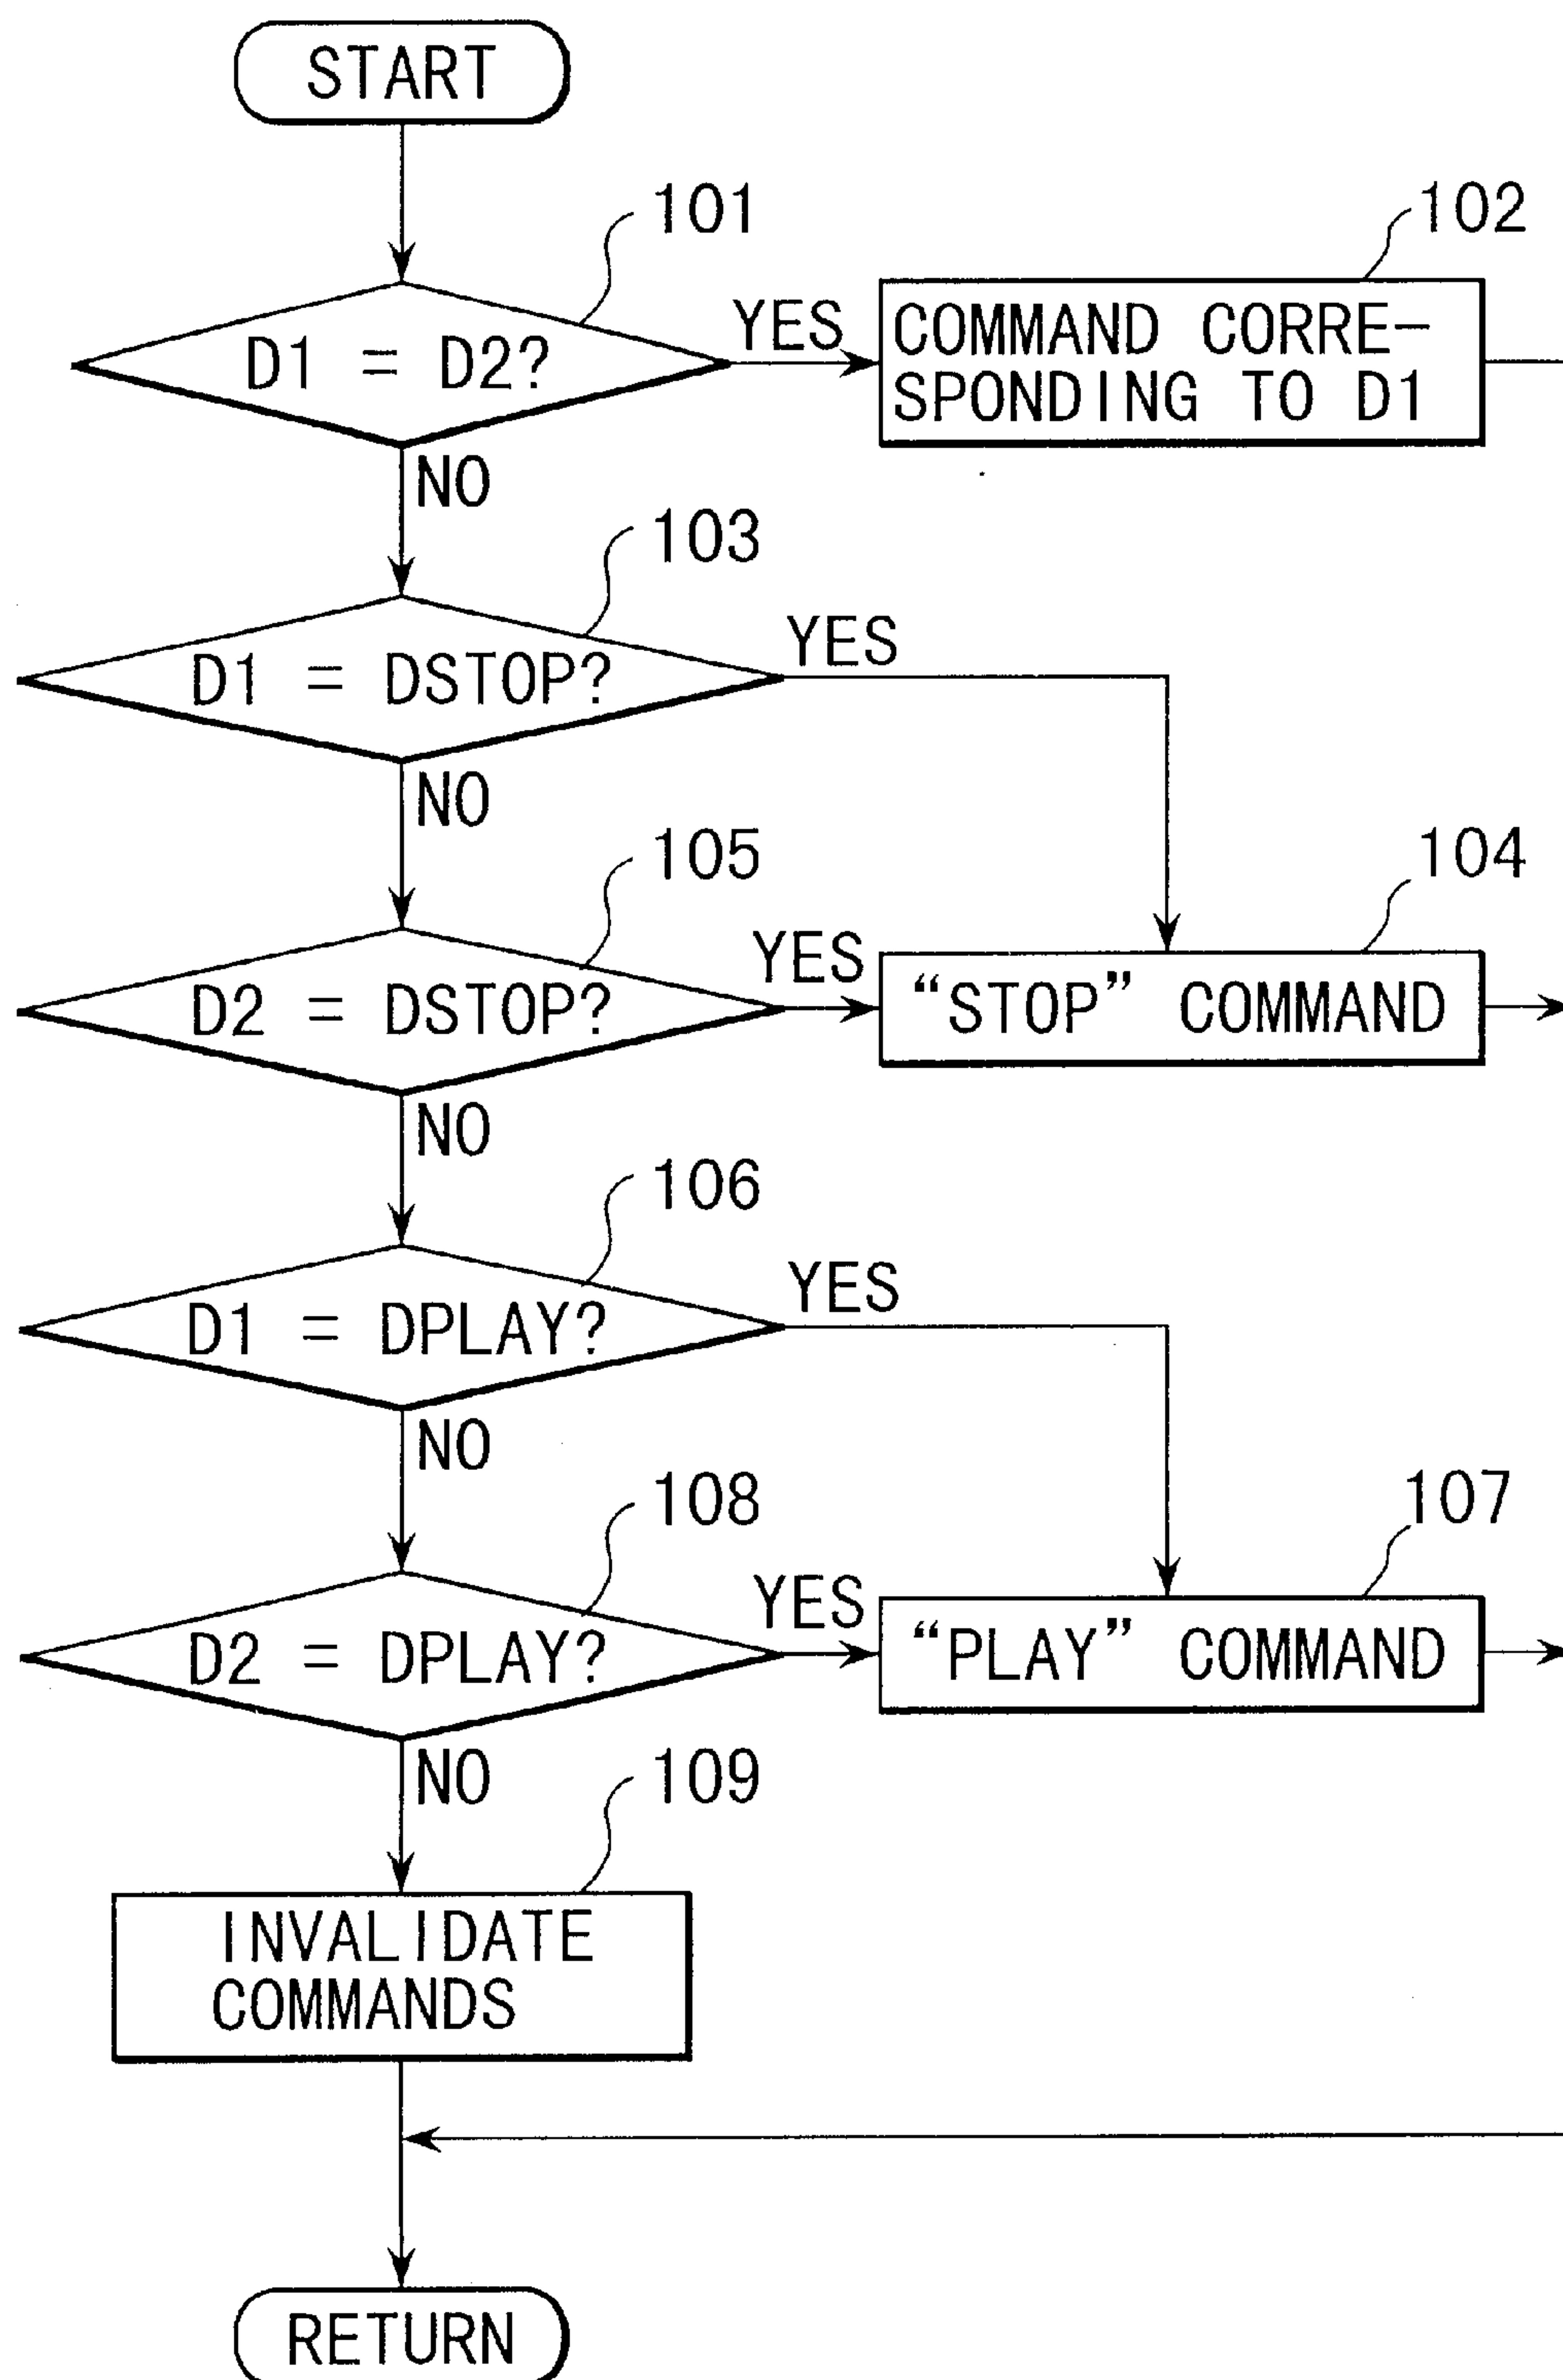 START
101
102
D1 = D2?
YES
COMMAND CORRE-
SPONDING TO D1
NO
103
D1 = DSTOP?
YES
NO
105
104
D2 = DSTOP?
YES
“STOP” COMMAND
NO
106
D1 = DPLAY?
YES
NO
108
107
D2 = DPLAY?
YES
“PLAY” COMMAND
NO
109
INVALIDATE
COMMANDS
RETURN